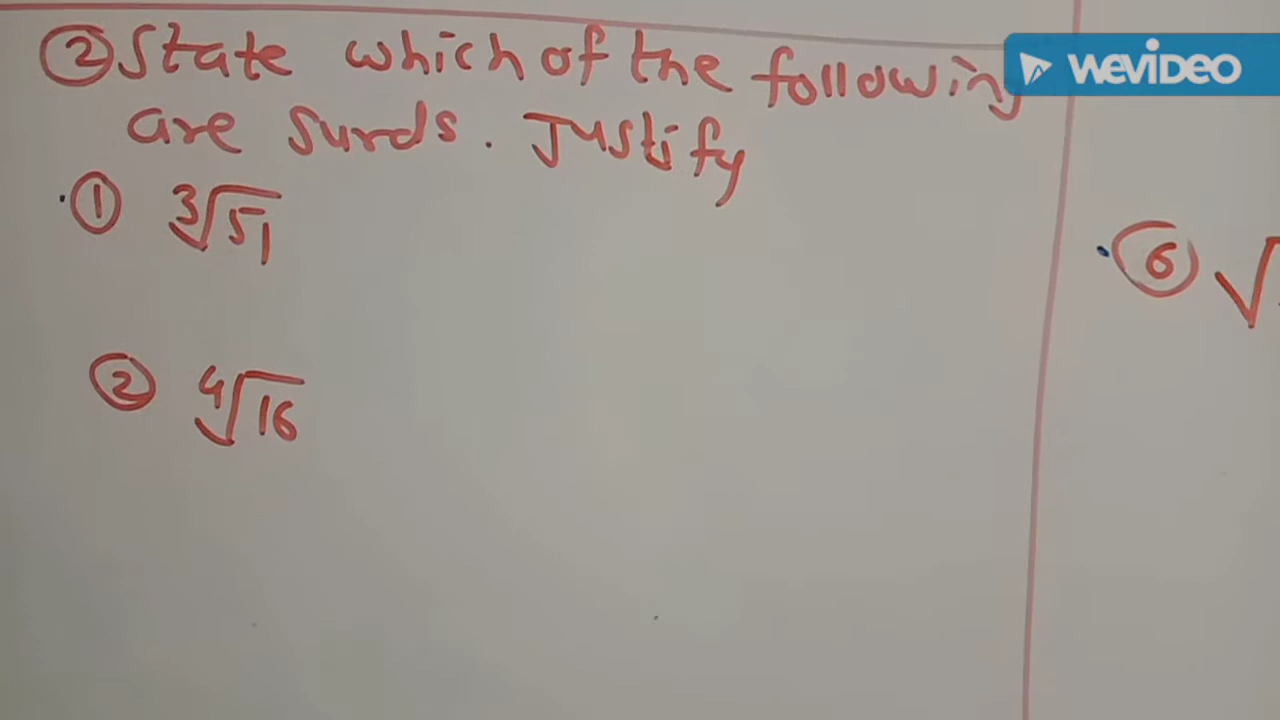 ② State which of the following
are surds. Justify
① ∛51
② ∜16
⑥ √
WEVIDEO